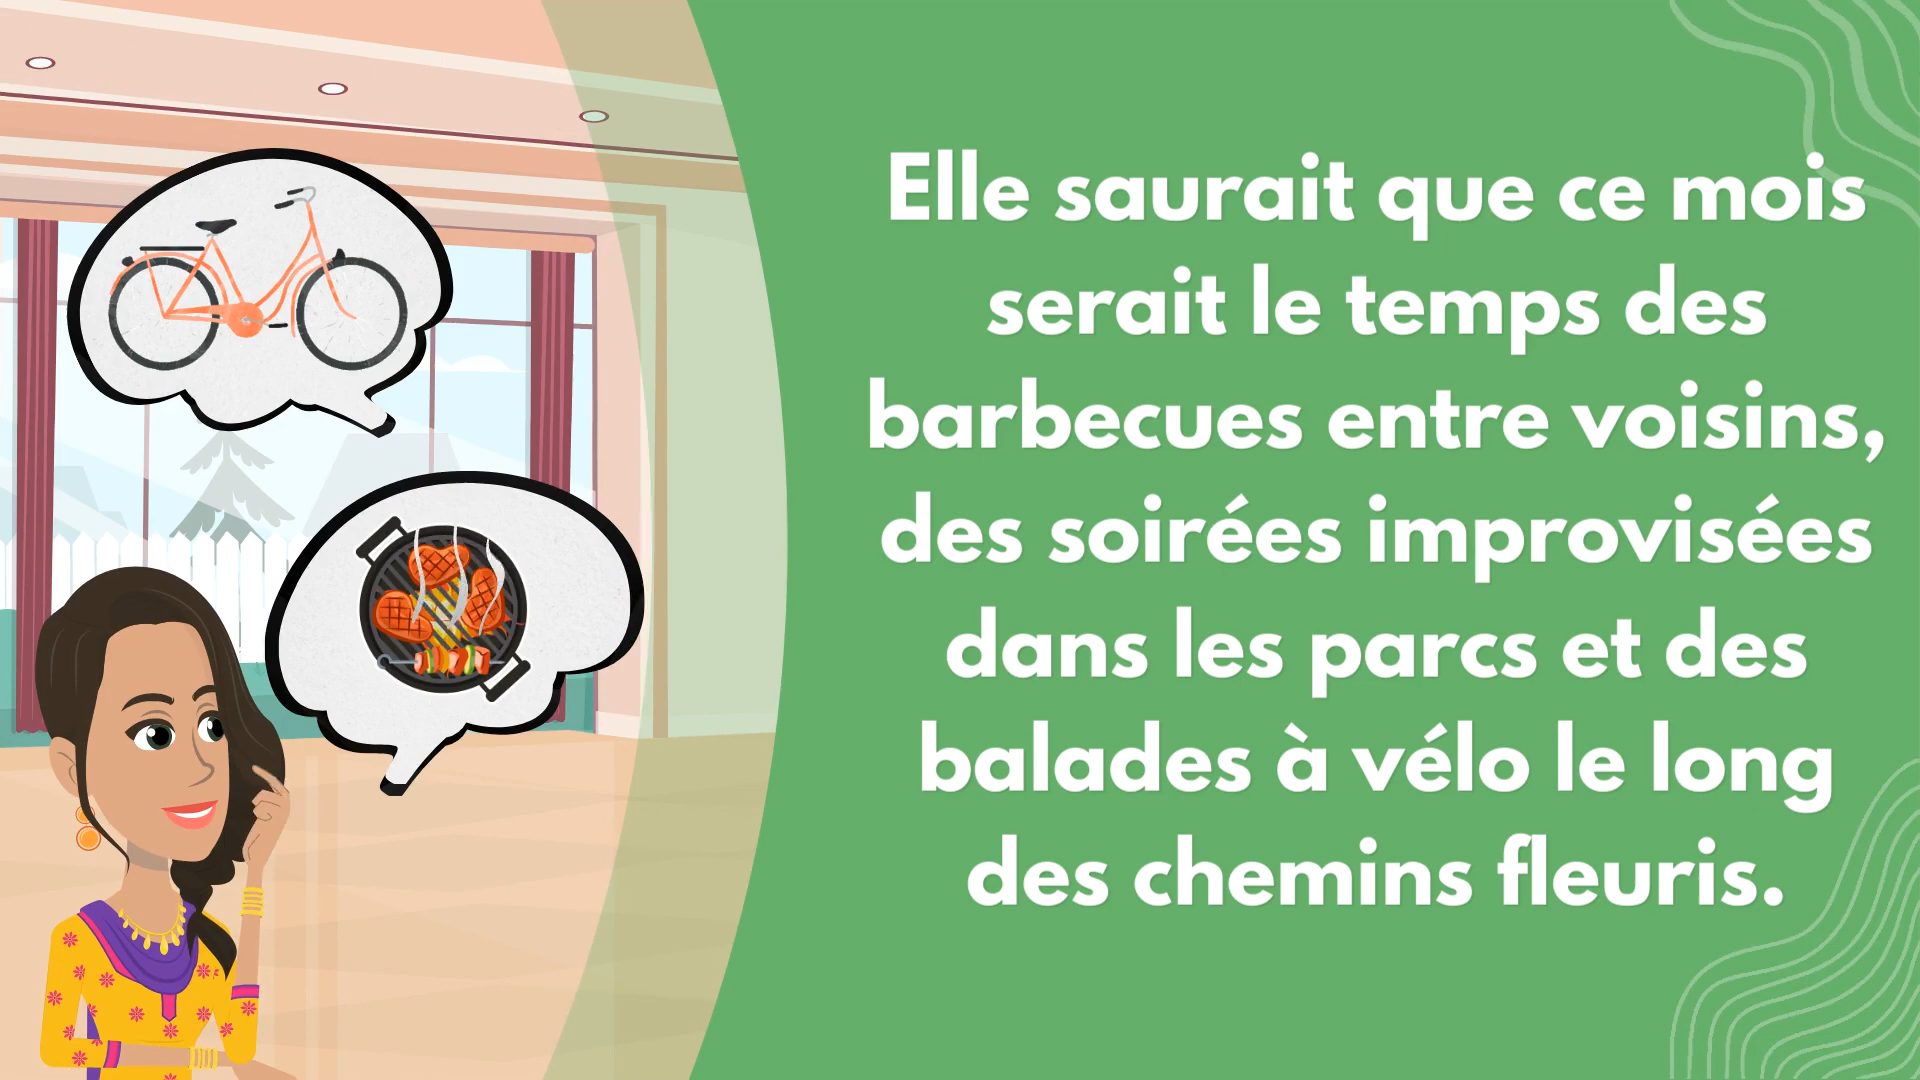 Elle saurait que ce mois
serait le temps des
barbecues entre voisins,
des soirées improvisées
dans les parcs et des
balades à vélo le long
des chemins fleuris.